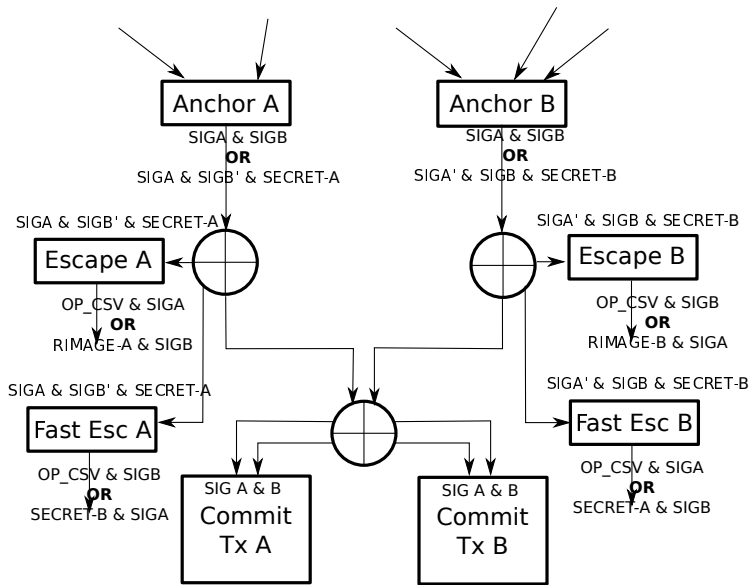 Anchor A
SIGA & SIGB
OR
SIGA & SIGB' & SECRET-A
Anchor B
SIGA & SIGB
OR
SIGA' & SIGB & SECRET-B
SIGA & SIGB' & SECRET-A
Escape A
OP_CSV & SIGA
OR
RIMAGE-A & SIGB
SIGA' & SIGB & SECRET-B
Escape B
OP_CSV & SIGB
OR
RIMAGE-B & SIGA
SIGA & SIGB' & SECRET-A
Fast Esc A
OP_CSV & SIGB
OR
SECRET-B & SIGA
SIGA' & SIGB & SECRET-B
Fast Esc B
OP_CSV & SIGA
OR
SECRET-A & SIGB
SIG A & B
Commit
Tx A
SIG A & B
Commit
Tx B